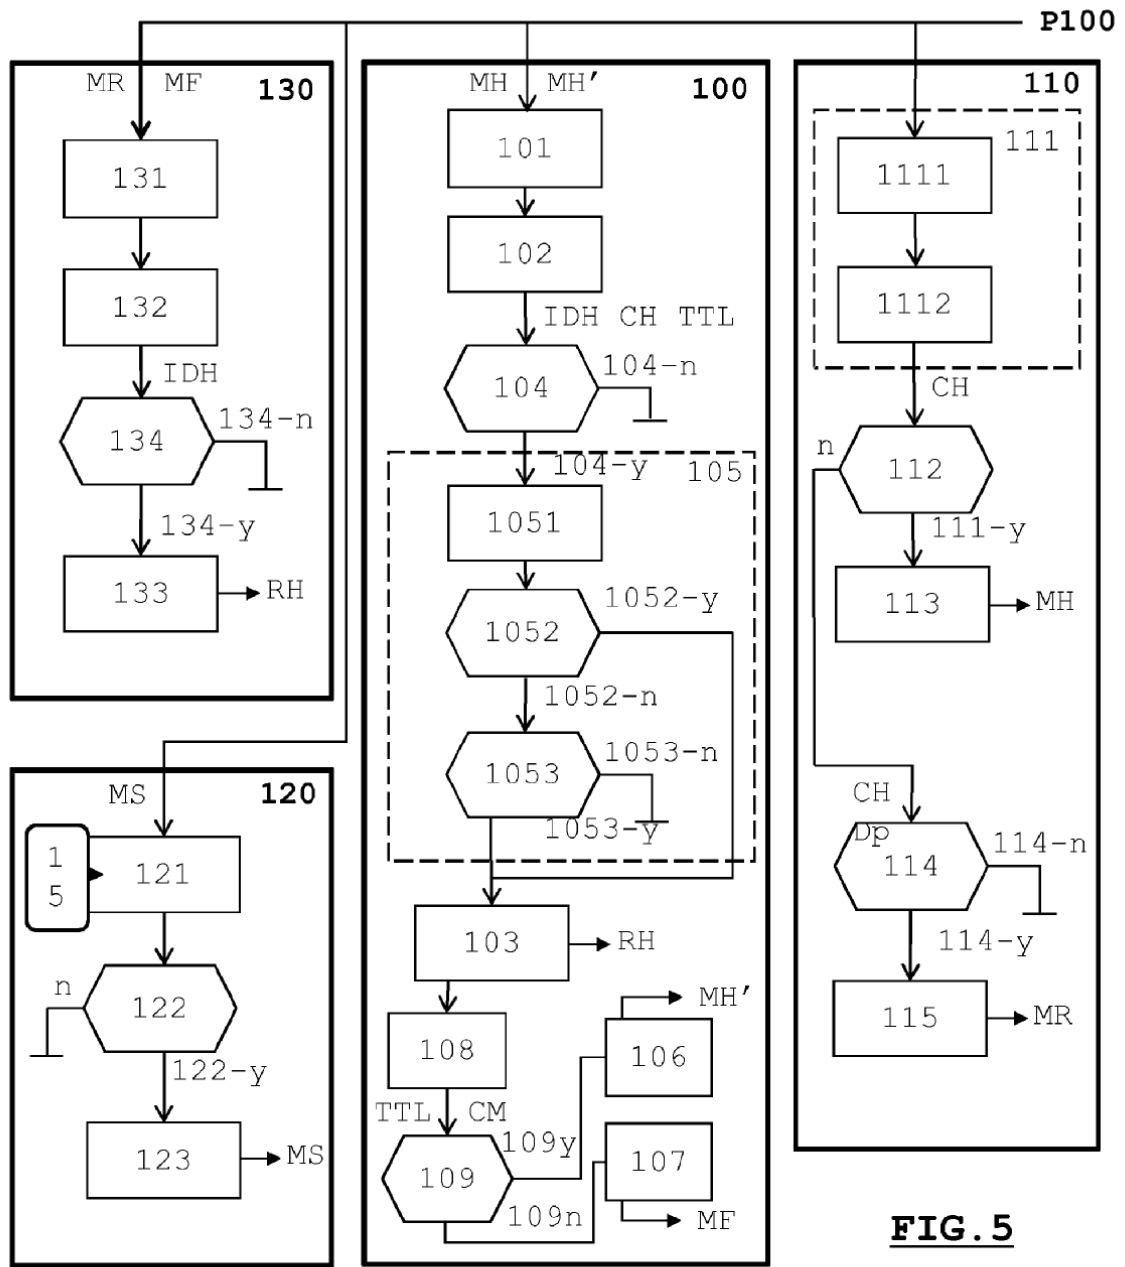 P100
MR MF 130
131
132
IDH
134
134-n
134-y
133
RH
MS 120
1
5
121
n
122
122-y
123
MS
MH MH' 100
101
102
IDH CH TTL
104
104-n
104-y
105
1051
1052
1052-y
1052-n
1053
1053-n
1053-y
103
RH
108
TTL CM
109
109y
109n
106
MH'
107
MF
110
111
1111
1112
CH
n
112
111-y
113
MH
CH
Dp
114
114-n
114-y
115
MR
FIG.5